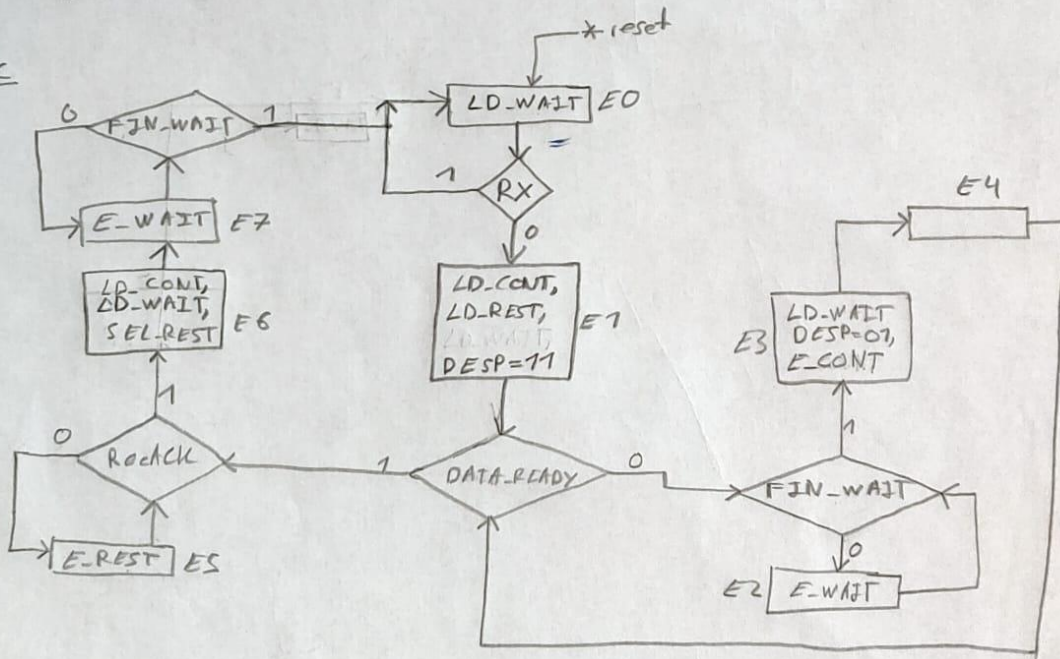 * reset
LD_WAIT E0
0 FIN_WAIT 1
1 RX
0
E_WAIT E7
E4
LD_CONT,
LD_WAIT,
SEL_REST E6
LD_CONT,
LD_REST,
LD_WAIT,
DESP=11
E1
LD_WAIT
DESP=01,
E_CONT
E3
1
0 RocACK
1 DATA_READY 0
1
FIN_WAIT
0
E_REST E5
E2 E_WAIT